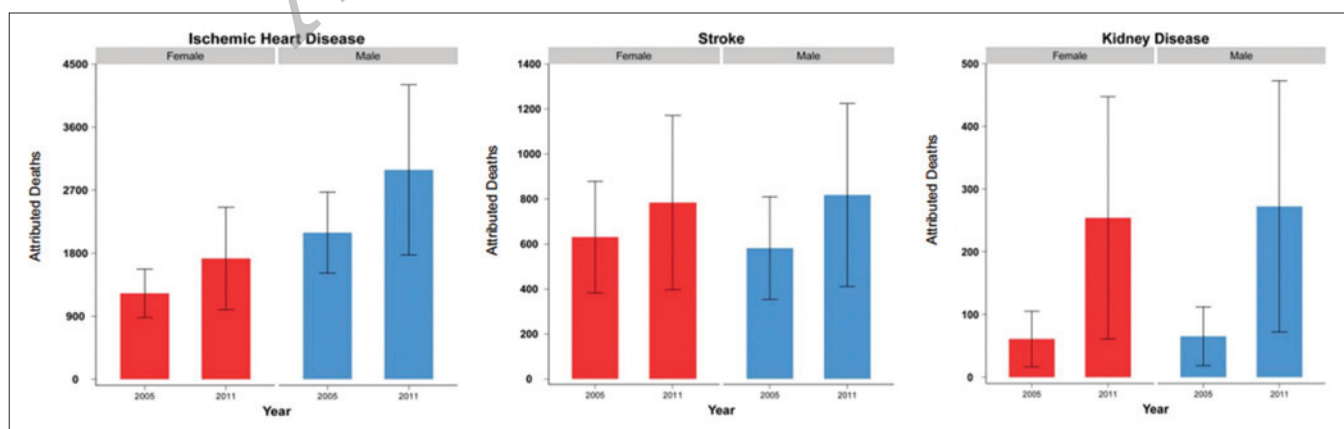 Ischemic Heart Disease
Female Male
4500
3600
2700
1800
900
0
Attributed Deaths
2005 2011 2005 2011
Year
Stroke
Female Male
1400
1200
1000
800
600
400
200
0
Attributed Deaths
2005 2011 2005 2011
Year
Kidney Disease
Female Male
500
400
300
200
100
0
Attributed Deaths
2005 2011 2005 2011
Year